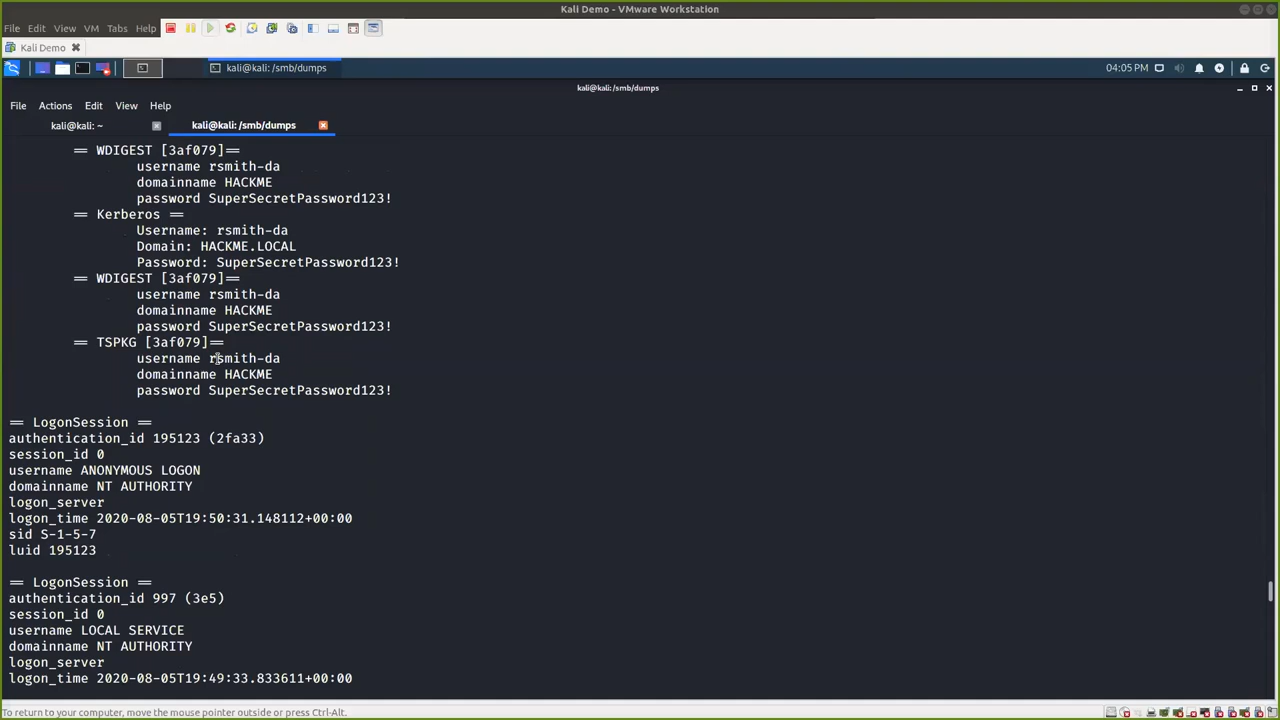 Kali Demo - VMware Workstation
File Edit View VM Tabs Help
Kali Demo
kali@kali: /smb/dumps
04:05 PM
kali@kali: /smb/dumps
File Actions Edit View Help
kali@kali: ~
kali@kali: /smb/dumps
== WDIGEST [3af079]==
username rsmith-da
domainname HACKME
password SuperSecretPassword123!
== Kerberos ==
Username: rsmith-da
Domain: HACKME.LOCAL
Password: SuperSecretPassword123!
== WDIGEST [3af079]==
username rsmith-da
domainname HACKME
password SuperSecretPassword123!
== TSPKG [3af079]==
username rsmith-da
domainname HACKME
password SuperSecretPassword123!
== LogonSession ==
authentication_id 195123 (2fa33)
session_id 0
username ANONYMOUS LOGON
domainname NT AUTHORITY
logon_server
logon_time 2020-08-05T19:50:31.148112+00:00
sid S-1-5-7
luid 195123
== LogonSession ==
authentication_id 997 (3e5)
session_id 0
username LOCAL SERVICE
domainname NT AUTHORITY
logon_server
logon_time 2020-08-05T19:49:33.833611+00:00
To return to your computer, move the mouse pointer outside or press Ctrl-Alt.